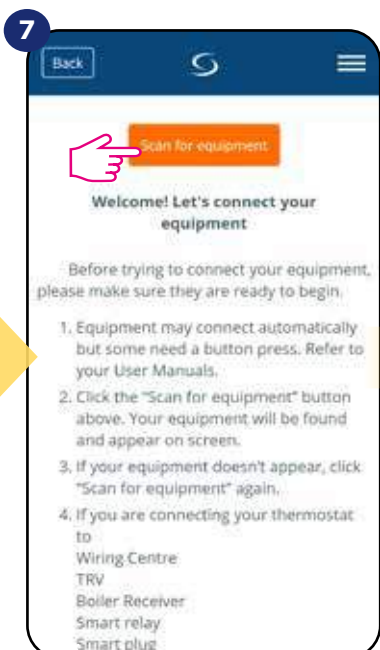 7
Back
Scan for equipment
Welcome! Let's connect your
equipment
Before trying to connect your equipment,
please make sure they are ready to begin.
1. Equipment may connect automatically
but some need a button press. Refer to
your User Manuals.
2. Click the "Scan for equipment" button
above. Your equipment will be found
and appear on screen.
3. If your equipment doesn't appear, click
"Scan for equipment" again.
4. If you are connecting your thermostat
to
Wiring Centre
TRV
Boiler Receiver
Smart relay
Smart plug